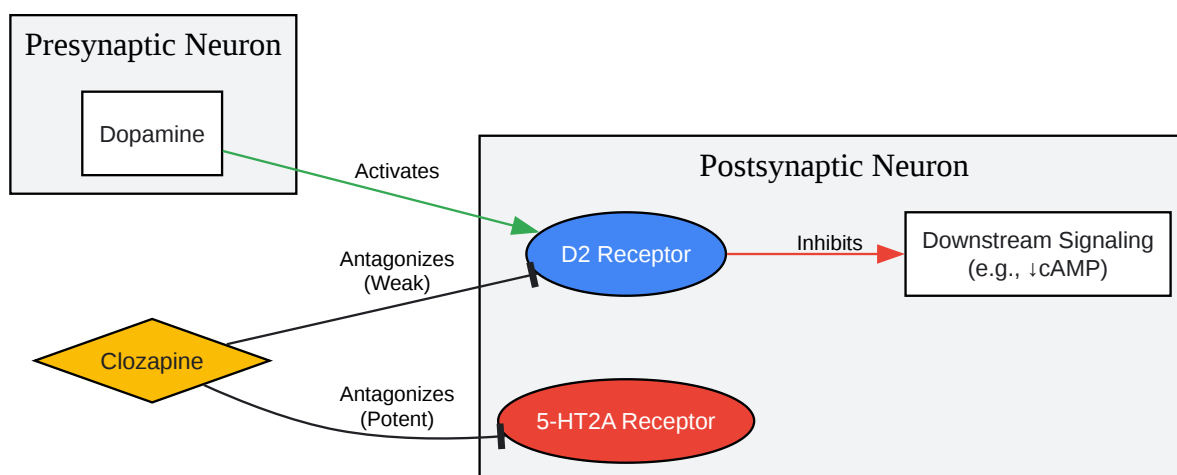 Presynaptic Neuron
Dopamine
Activates
Postsynaptic Neuron
D2 Receptor
Inhibits
Downstream Signaling
(e.g., ↓cAMP)
Antagonizes
(Weak)
Clozapine
Antagonizes
(Potent)
5-HT2A Receptor